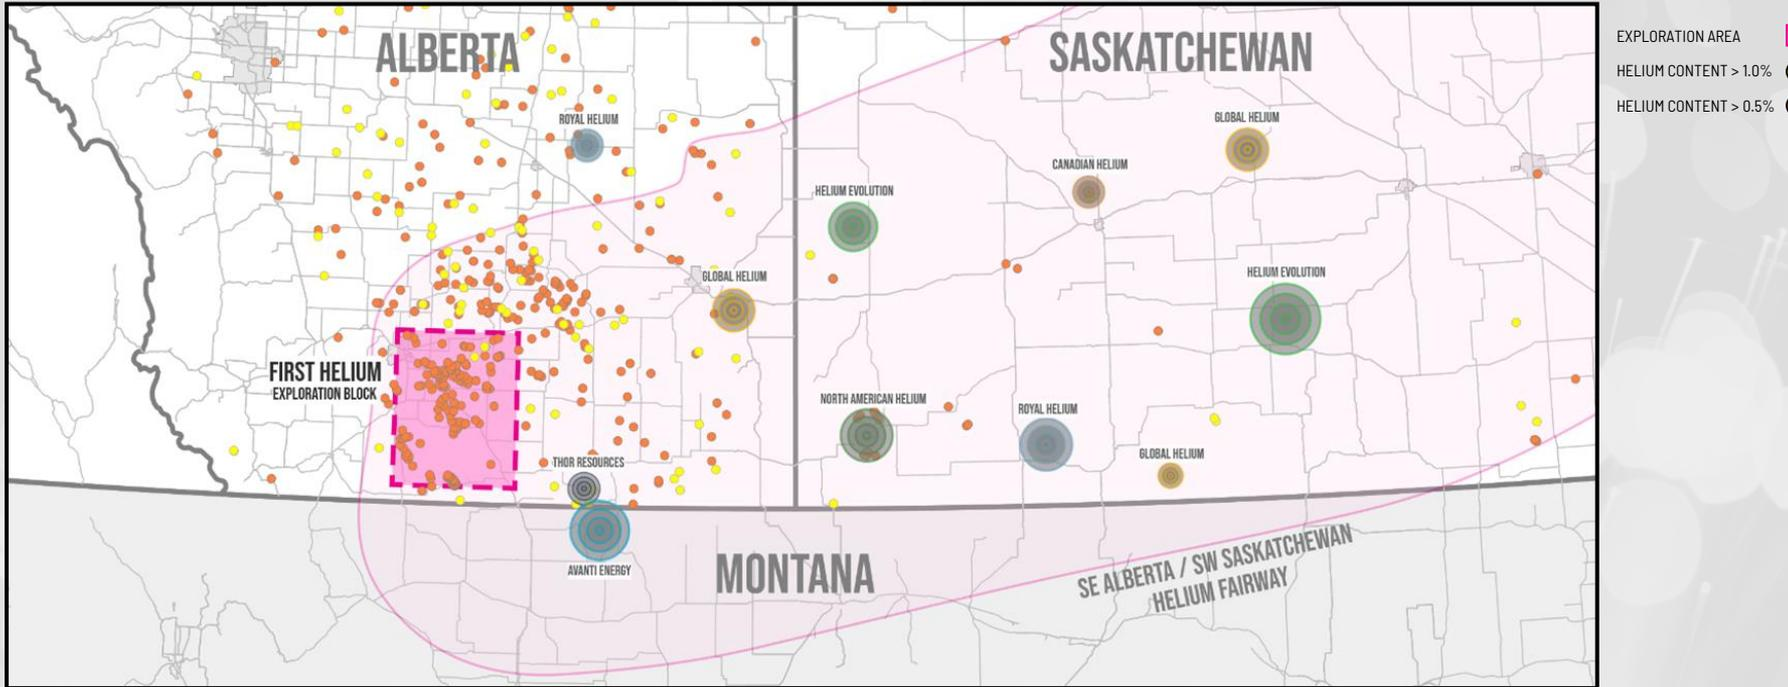 ALBERTA
SASKATCHEWAN
EXPLORATION AREA
HELIUM CONTENT > 1.0%
HELIUM CONTENT > 0.5%
ROYAL HELIUM
GLOBAL HELIUM
CANADIAN HELIUM
HELIUM EVOLUTION
GLOBAL HELIUM
HELIUM EVOLUTION
FIRST HELIUM
EXPLORATION BLOCK
NORTH AMERICAN HELIUM
ROYAL HELIUM
GLOBAL HELIUM
THOR RESOURCES
AVANTI ENERGY
MONTANA
SE ALBERTA / SW SASKATCHEWAN
HELIUM FAIRWAY